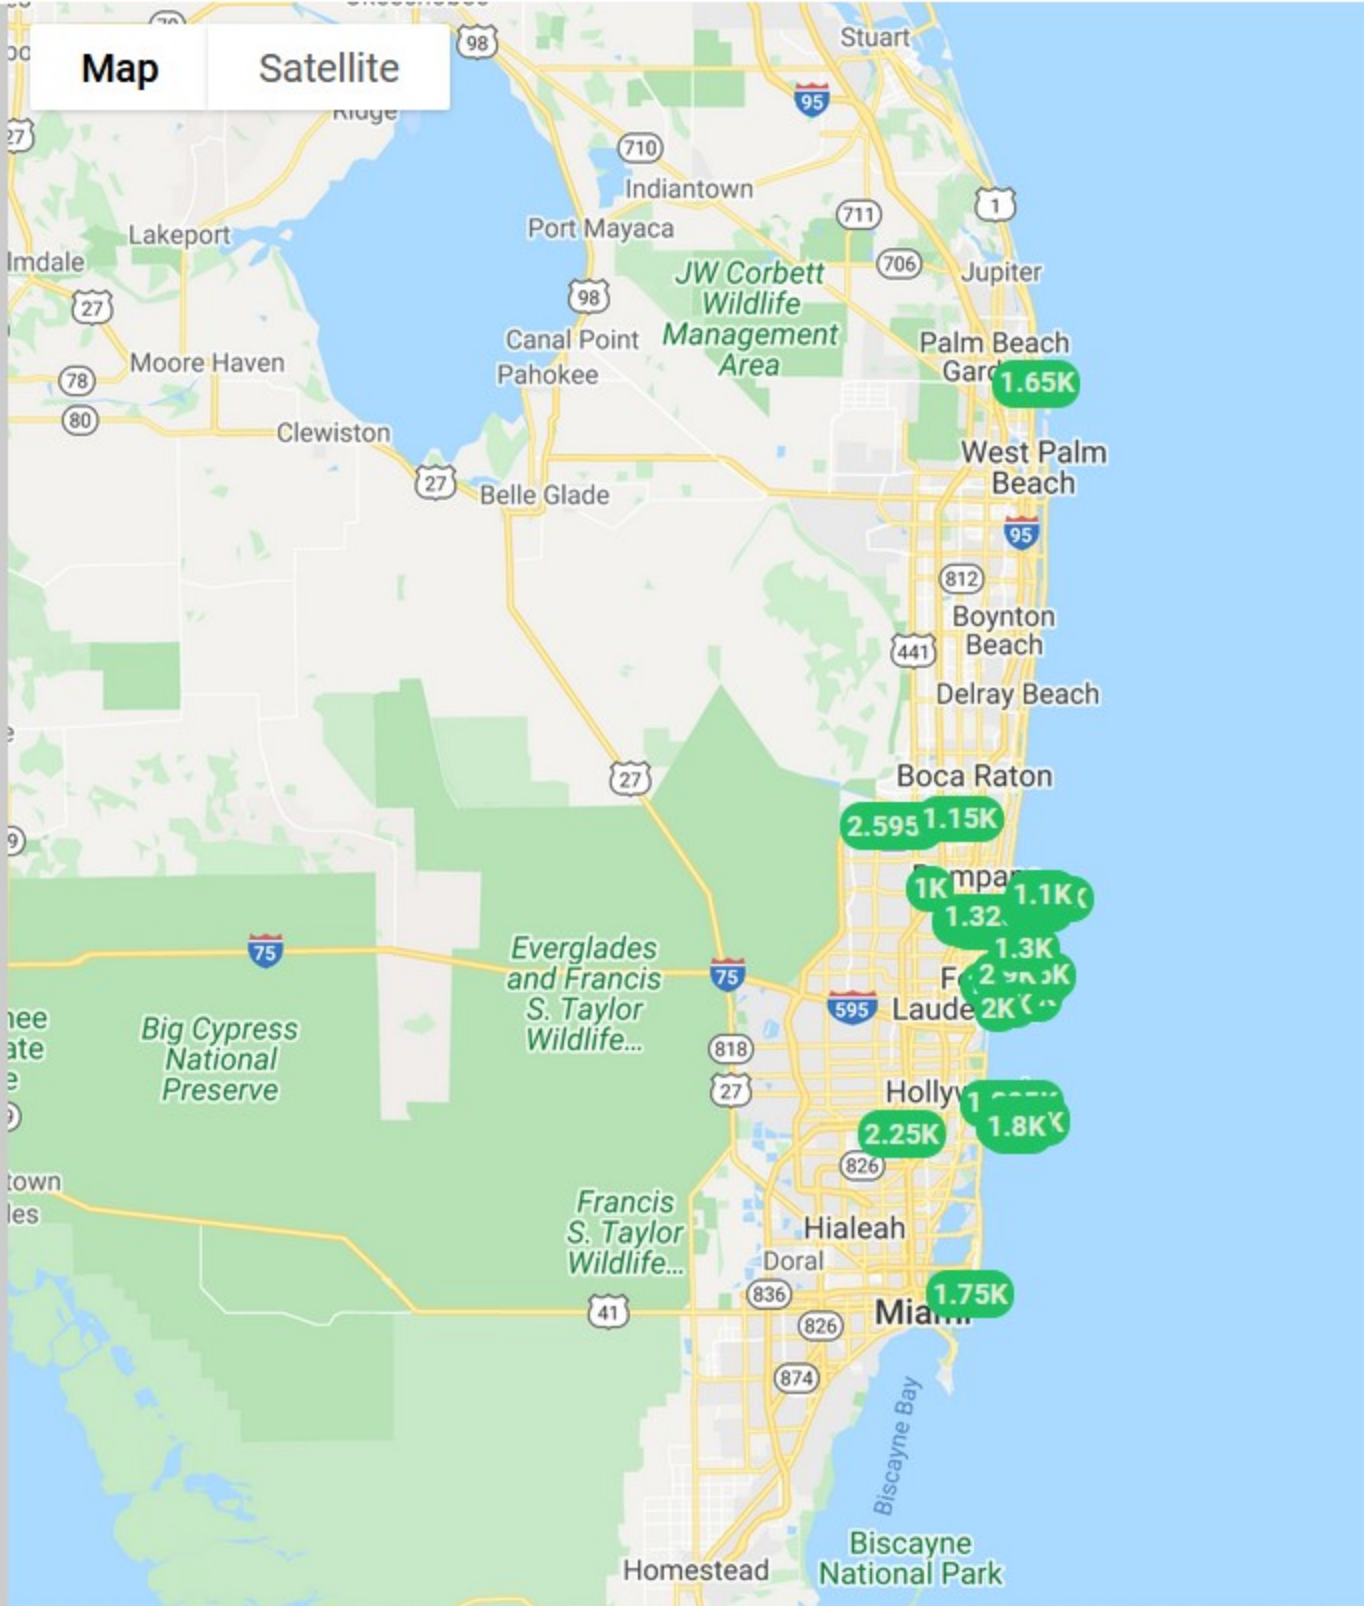 98
Stuart
Map
Satellite
95
27
Ridge
710
Indiantown
711
1
Lakeport
Port Mayaca
706
Jupiter
27
98
JW Corbett
Wildlife
Management
Area
Canal Point
Palm Beach
Moore Haven
Pahokee
1.65K
78
80
Clewiston
West Palm
Beach
27
Belle Glade
95
812
Boynton
Beach
441
Delray Beach
27
Boca Raton
2.595
1.15K
1K
1.1K
1.32
75
Everglades
and Francis
S. Taylor
Wildlife...
75
1.3K
595
2K
Big Cypress
National
Preserve
818
27
1.8K
2.25K
826
Francis
S. Taylor
Wildlife...
Hialeah
Doral
836
1.75K
41
Miami
826
874
Biscayne Bay
Biscayne
National Park
Homestead